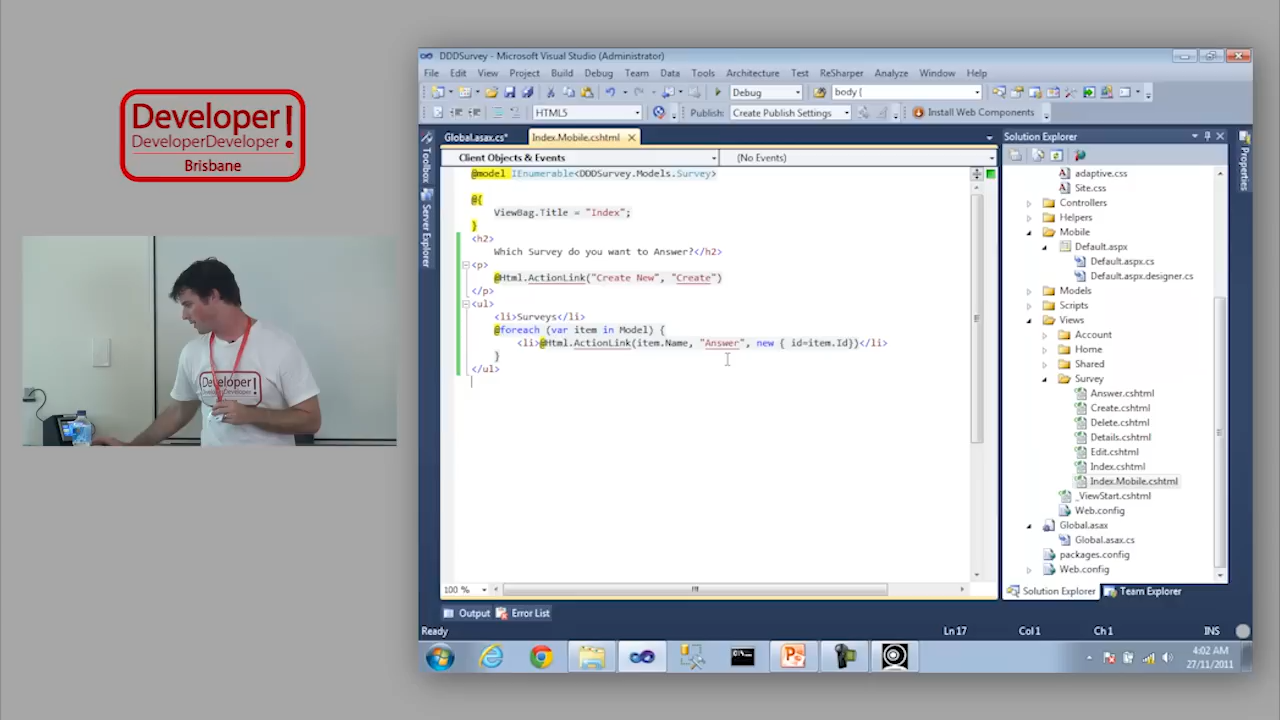 Developer!
DeveloperDeveloper
Brisbane
Developer!
DDDSurvey - Microsoft Visual Studio (Administrator)
File Edit View Project Build Debug Team Data Tools Architecture Test ReSharper Analyze Window Help
Debug body {
HTML5 Publish: Create Publish Settings Install Web Components
Global.asax.cs* Index.Mobile.cshtml
Client Objects & Events (No Events)
Toolbox
Server Explorer
@model IEnumerable<DDDSurvey.Models.Survey>
@{
ViewBag.Title = "Index";
}
<h2>
Which Survey do you want to Answer?</h2>
<p>
@Html.ActionLink("Create New", "Create")
</p>
<ul>
<li>Surveys</li>
@foreach (var item in Model) {
<li>@Html.ActionLink(item.Name, "Answer", new { id=item.Id})</li>
}
</ul>
100 %
Solution Explorer
Properties
adaptive.css
Site.css
Controllers
Helpers
Mobile
Default.aspx
Default.aspx.cs
Default.aspx.designer.cs
Models
Scripts
Views
Account
Home
Shared
Survey
Answer.cshtml
Create.cshtml
Delete.cshtml
Details.cshtml
Edit.cshtml
Index.cshtml
Index.Mobile.cshtml
_ViewStart.cshtml
Web.config
Global.asax
Global.asax.cs
packages.config
Web.config
Solution Explorer Team Explorer
Output Error List
Ready Ln 17 Col 1 Ch 1 INS
4:02 AM
27/11/2011